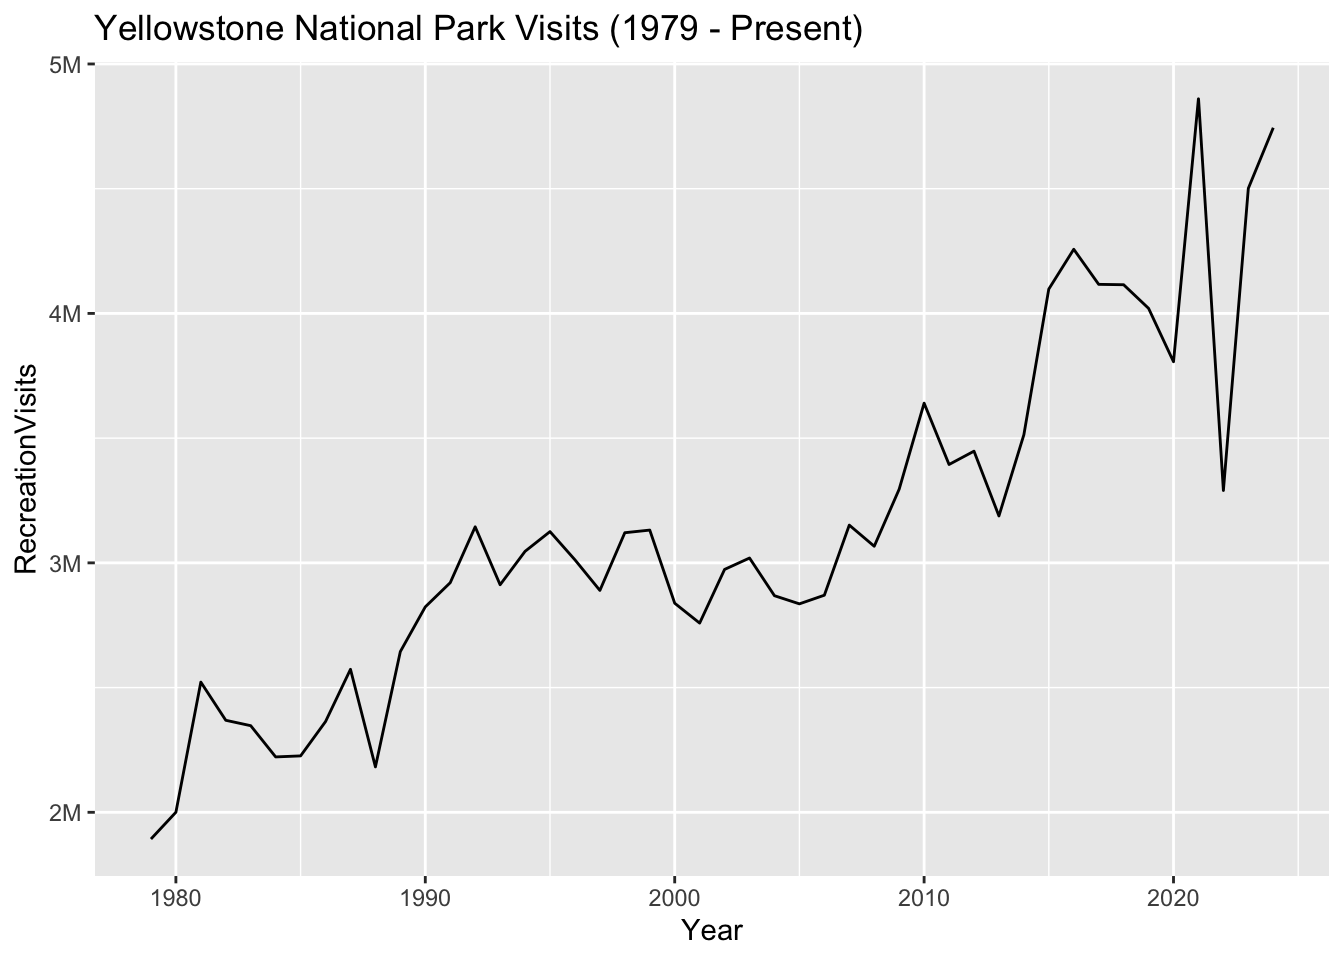 Yellowstone National Park Visits (1979 - Present)
5M
4M
3M
2M
RecreationVisits
1980 1990 2000 2010 2020
Year